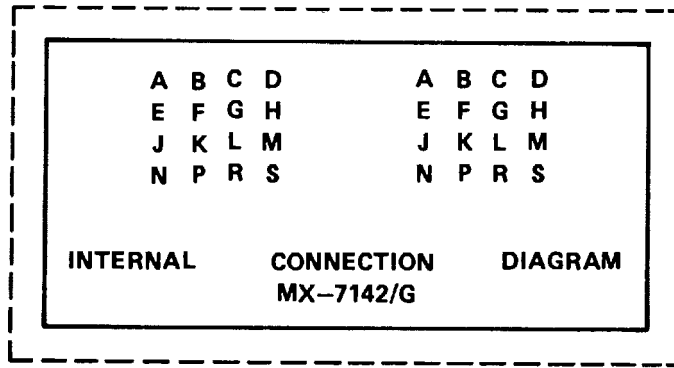 A B C D A B C D
E F G H E F G H
J K L M J K L M
N P R S N P R S
INTERNAL CONNECTION DIAGRAM
MX–7142/G